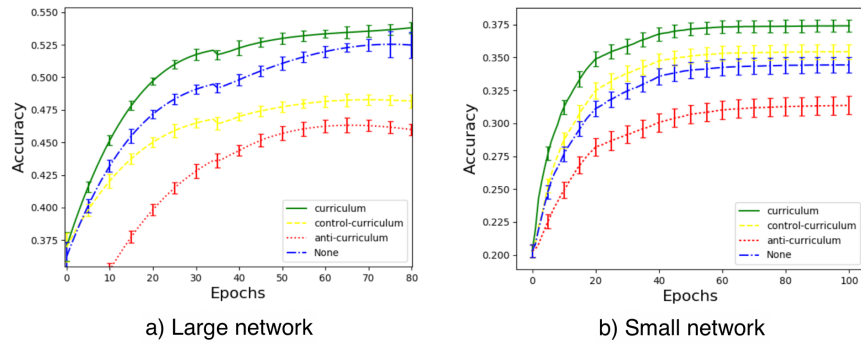 0.550
0.525
0.500
0.475
0.450
0.425
0.400
0.375
Accuracy
0 10 20 30 40 50 60 70 80
Epochs
curriculum
control-curriculum
anti-curriculum
None
a) Large network
0.375
0.350
0.325
0.300
0.275
0.250
0.225
0.200
Accuracy
0 20 40 60 80 100
Epochs
curriculum
control-curriculum
anti-curriculum
None
b) Small network